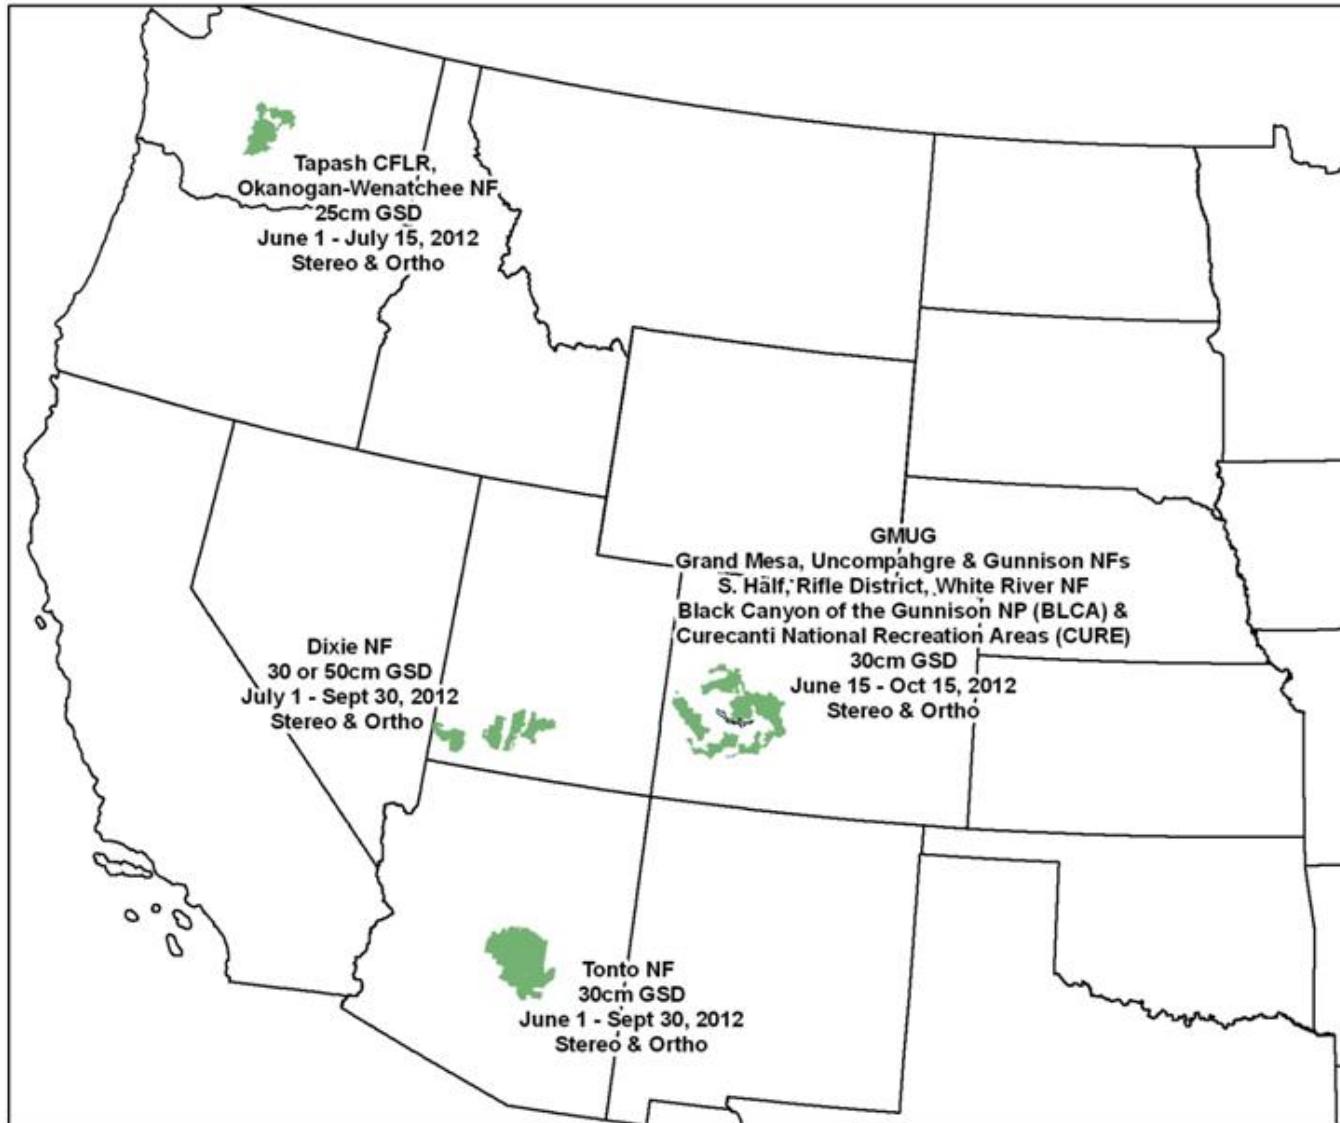 Tapash CFLR,
Okanogan-Wenatchee NF
25cm GSD
June 1 - July 15, 2012
Stereo & Ortho
GMUG
Grand Mesa, Uncompahgre & Gunnison NFs
S. Half, Rifle District, White River NF
Black Canyon of the Gunnison NP (BLCA) &
Curecanti National Recreation Areas (CURE)
30cm GSD
June 15 - Oct 15, 2012
Stereo & Ortho
Dixie NF
30 or 50cm GSD
July 1 - Sept 30, 2012
Stereo & Ortho
Tonto NF
30cm GSD
June 1 - Sept 30, 2012
Stereo & Ortho